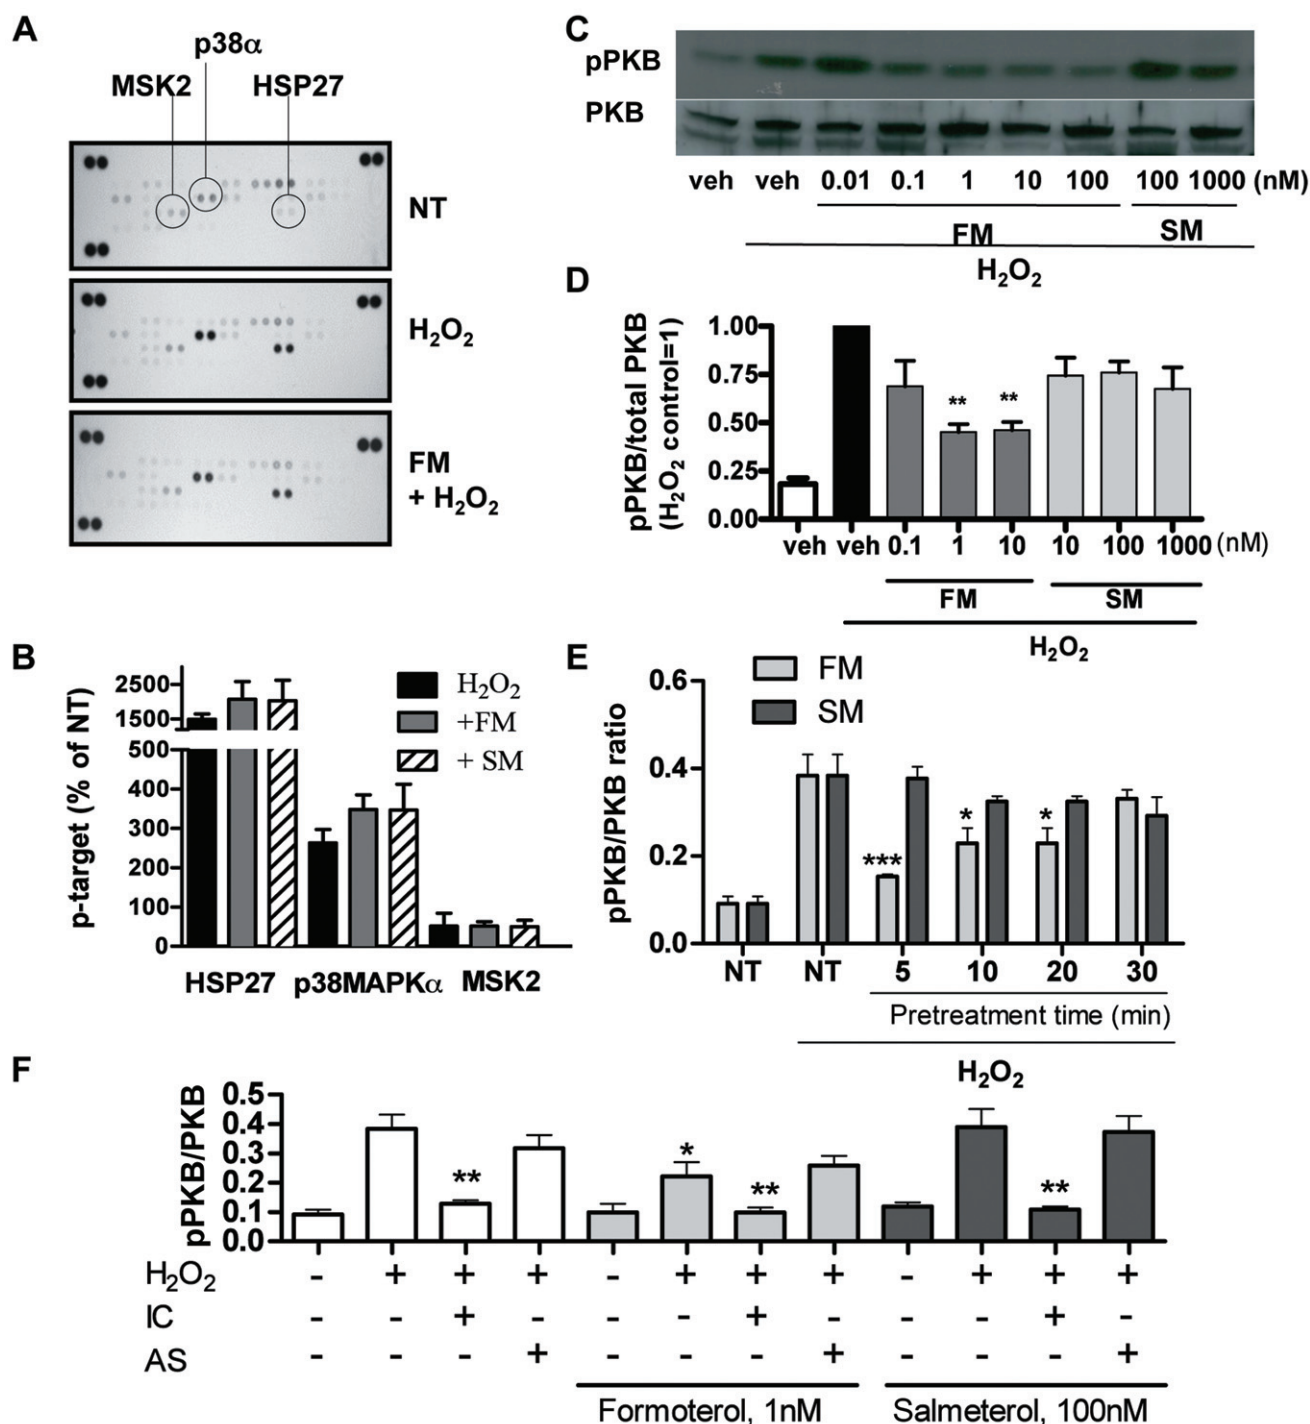 A
p38α
MSK2
HSP27
NT
H₂O₂
FM
+ H₂O₂
B
p-target (% of NT)
2500
1500
500
400
300
200
100
0
H₂O₂
+FM
+ SM
HSP27 p38MAPKα MSK2
C
pPKB
PKB
veh veh 0.01 0.1 1 10 100 100 1000 (nM)
FM SM
H₂O₂
D
pPKB/total PKB
(H₂O₂ control=1)
1.00
0.75
0.50
0.25
0.00
** **
veh veh 0.1 1 10 10 100 1000 (nM)
FM SM
H₂O₂
E
FM
SM
pPKB/PKB ratio
0.6
0.4
0.2
0.0
*** * *
NT NT 5 10 20 30
Pretreatment time (min)
H₂O₂
F
pPKB/PKB
0.5
0.4
0.3
0.2
0.1
0.0
** * ** **
H₂O₂ - + + + - + + + - + + +
IC - - + - - - + - - - + -
AS - - - + - - - + - - - +
Formoterol, 1nM Salmeterol, 100nM